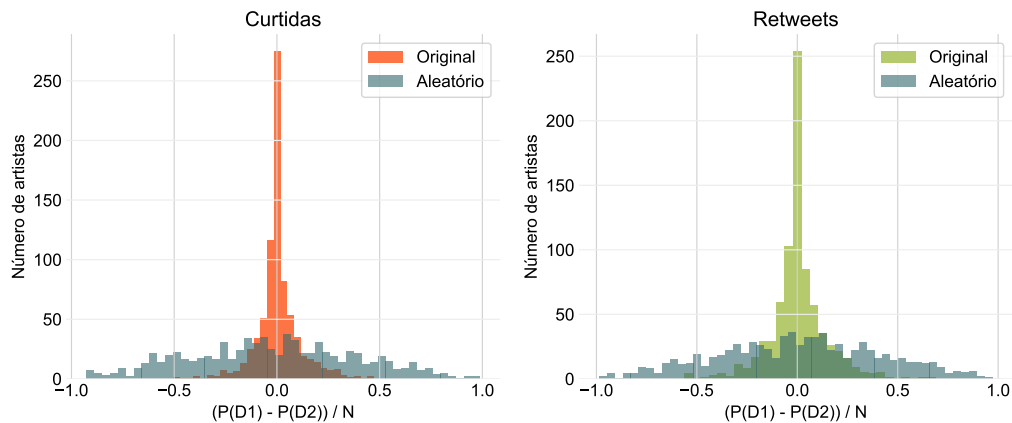 Curtidas
Original
Aleatório
Número de artistas
250
200
150
100
50
0
−1.0
−0.5
0.0
0.5
1.0
(P(D1) - P(D2)) / N
Retweets
Original
Aleatório
Número de artistas
250
200
150
100
50
0
−1.0
−0.5
0.0
0.5
1.0
(P(D1) - P(D2)) / N